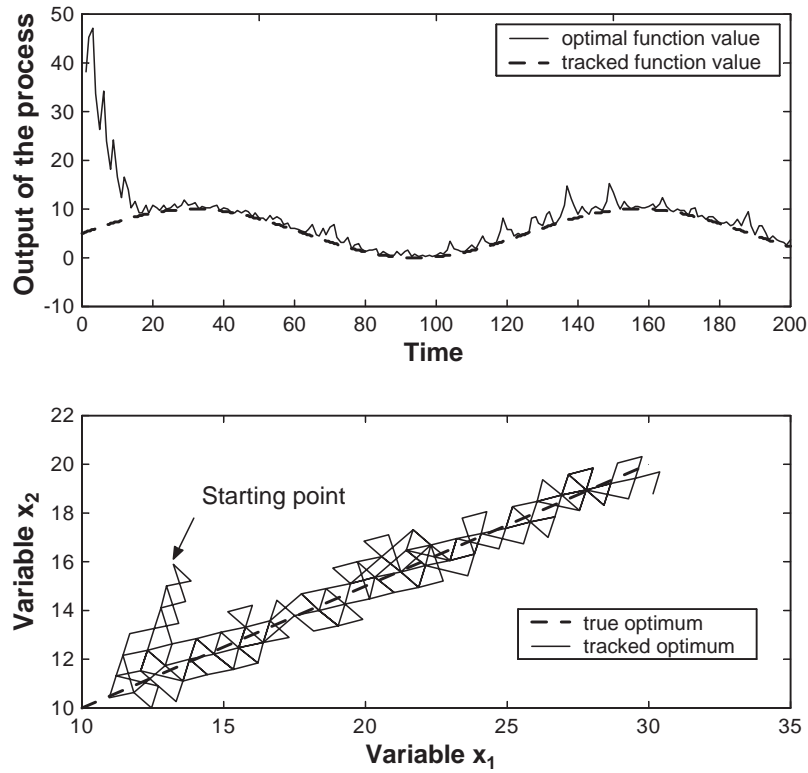 50
40
30
20
10
0
-10
Output of the process
optimal function value
tracked function value
0 20 40 60 80 100 120 140 160 180 200
Time
22
20
18
16
14
12
10
Variable x2
Starting point
true optimum
tracked optimum
10 15 20 25 30 35
Variable x1